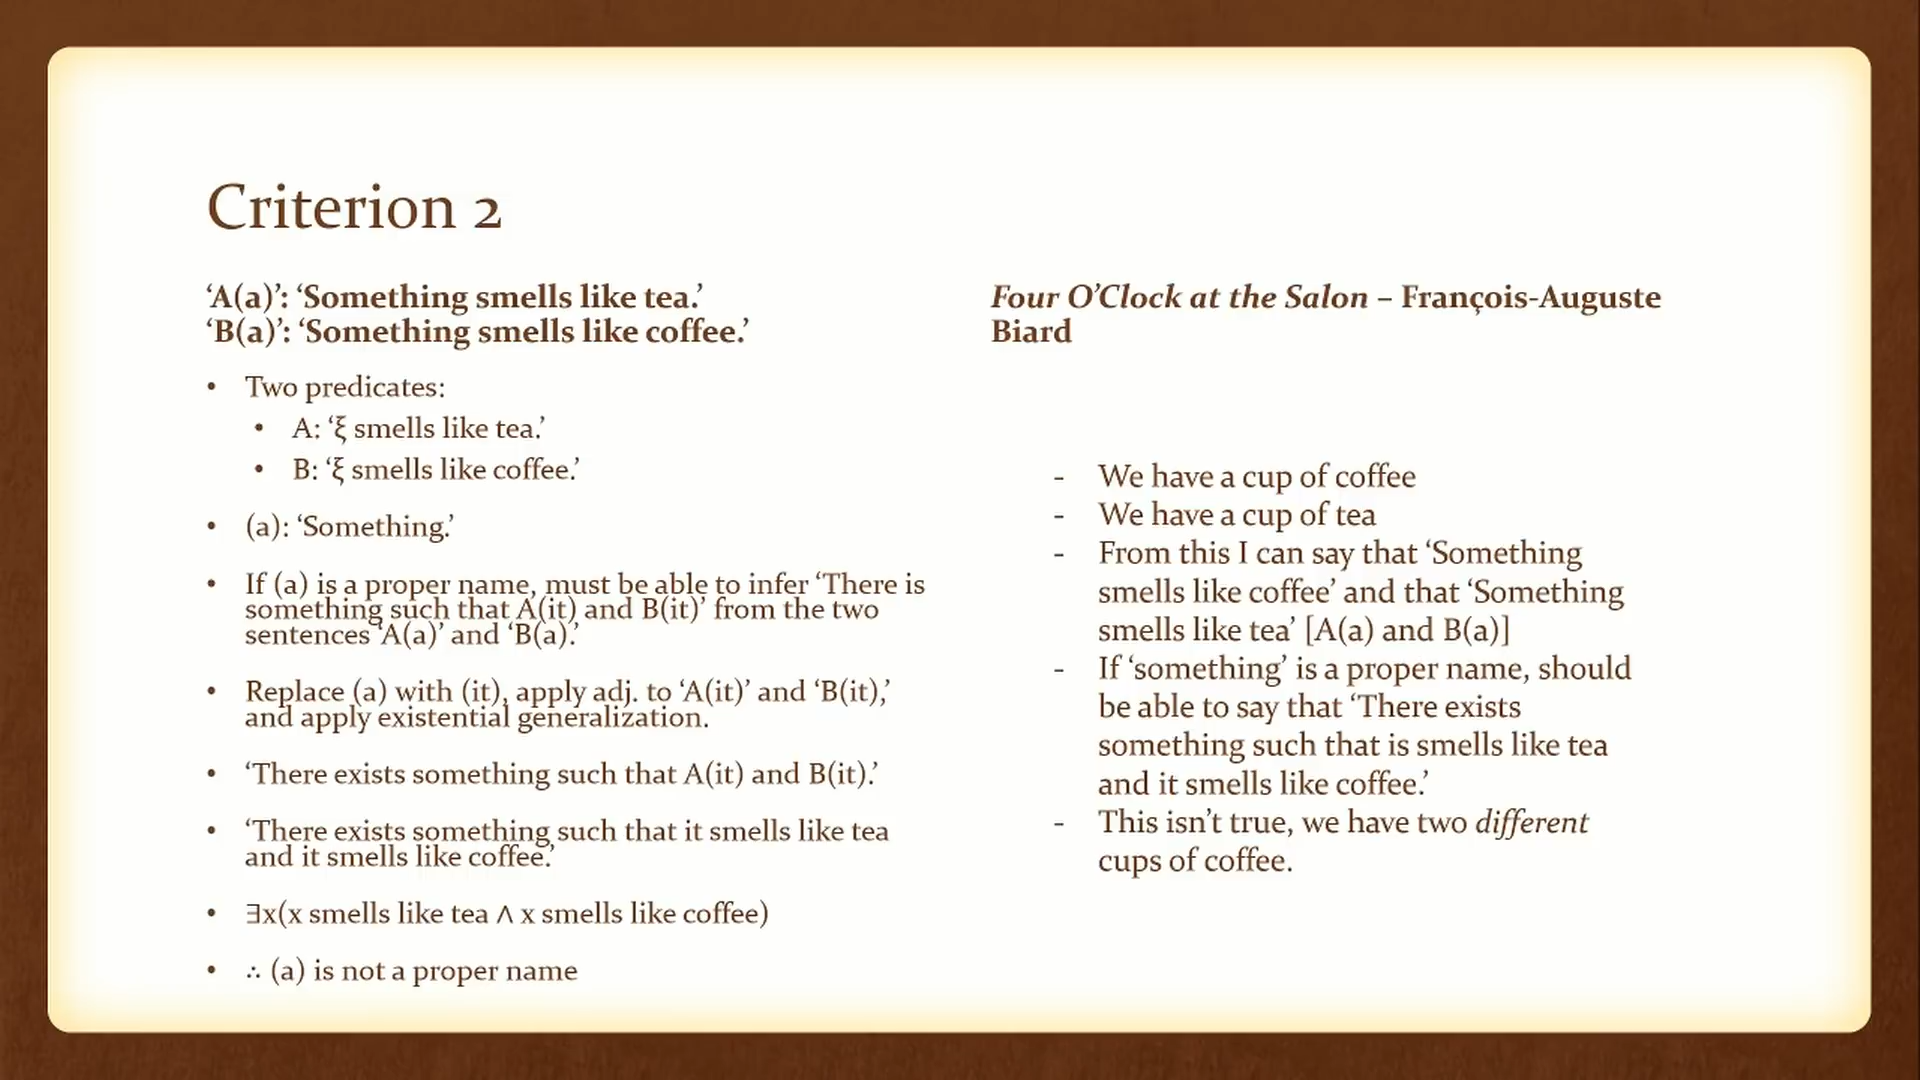 Criterion 2
‘A(a)’: ‘Something smells like tea.’
‘B(a)’: ‘Something smells like coffee.’
• Two predicates:
• A: ‘ξ smells like tea.’
• B: ‘ξ smells like coffee.’
• (a): ‘Something.’
• If (a) is a proper name, must be able to infer ‘There is
something such that A(it) and B(it)’ from the two
sentences ‘A(a)’ and ‘B(a).’
• Replace (a) with (it), apply adj. to ‘A(it)’ and ‘B(it),’
and apply existential generalization.
• ‘There exists something such that A(it) and B(it).’
• ‘There exists something such that it smells like tea
and it smells like coffee.’
• ∃x(x smells like tea ∧ x smells like coffee)
• ∴ (a) is not a proper name
Four O’Clock at the Salon – François-Auguste
Biard
- We have a cup of coffee
- We have a cup of tea
- From this I can say that ‘Something
smells like coffee’ and that ‘Something
smells like tea’ [A(a) and B(a)]
- If ‘something’ is a proper name, should
be able to say that ‘There exists
something such that is smells like tea
and it smells like coffee.’
- This isn’t true, we have two different
cups of coffee.